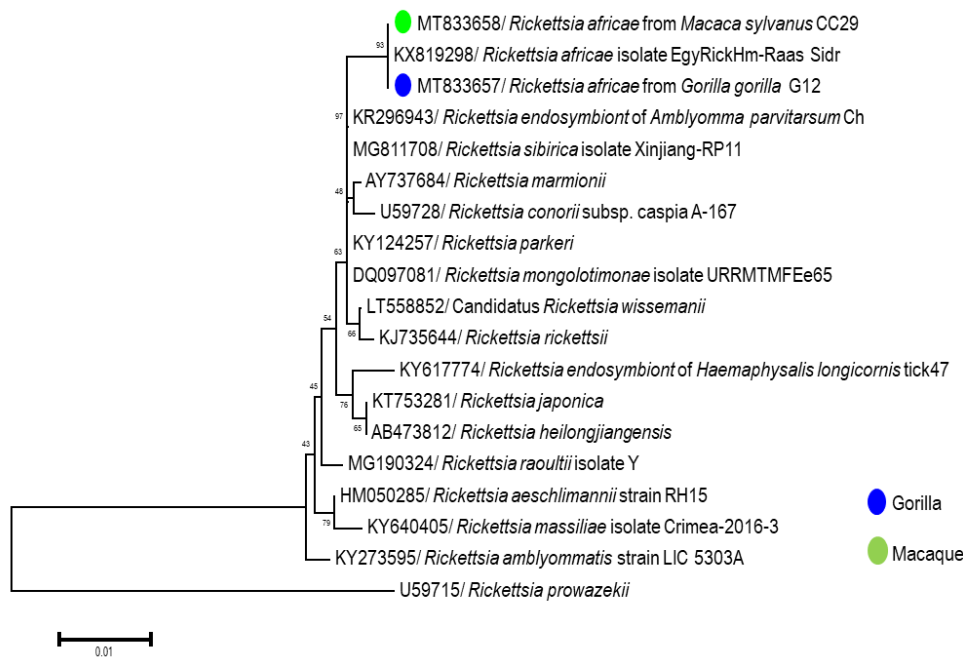 MT833658/ Rickettsia africae from Macaca sylvanus CC29
93
KX819298/ Rickettsia africae isolate EgyRickHm-Raas Sidr
MT833657/ Rickettsia africae from Gorilla gorilla G12
97
KR296943/ Rickettsia endosymbiont of Amblyomma parvitarsum Ch
MG811708/ Rickettsia sibirica isolate Xinjiang-RP11
AY737684/ Rickettsia marmionii
48
U59728/ Rickettsia conorii subsp. caspia A-167
KY124257/ Rickettsia parkeri
63
DQ097081/ Rickettsia mongolotimonae isolate URRMTMFEe65
LT558852/ Candidatus Rickettsia wissemanii
54
66
KJ735644/ Rickettsia rickettsii
KY617774/ Rickettsia endosymbiont of Haemaphysalis longicornis tick47
45
76
KT753281/ Rickettsia japonica
65
AB473812/ Rickettsia heilongjiangensis
43
MG190324/ Rickettsia raoultii isolate Y
HM050285/ Rickettsia aeschlimannii strain RH15
79
KY640405/ Rickettsia massiliae isolate Crimea-2016-3
KY273595/ Rickettsia amblyommatis strain LIC 5303A
U59715/ Rickettsia prowazekii
Gorilla
Macaque
0.01